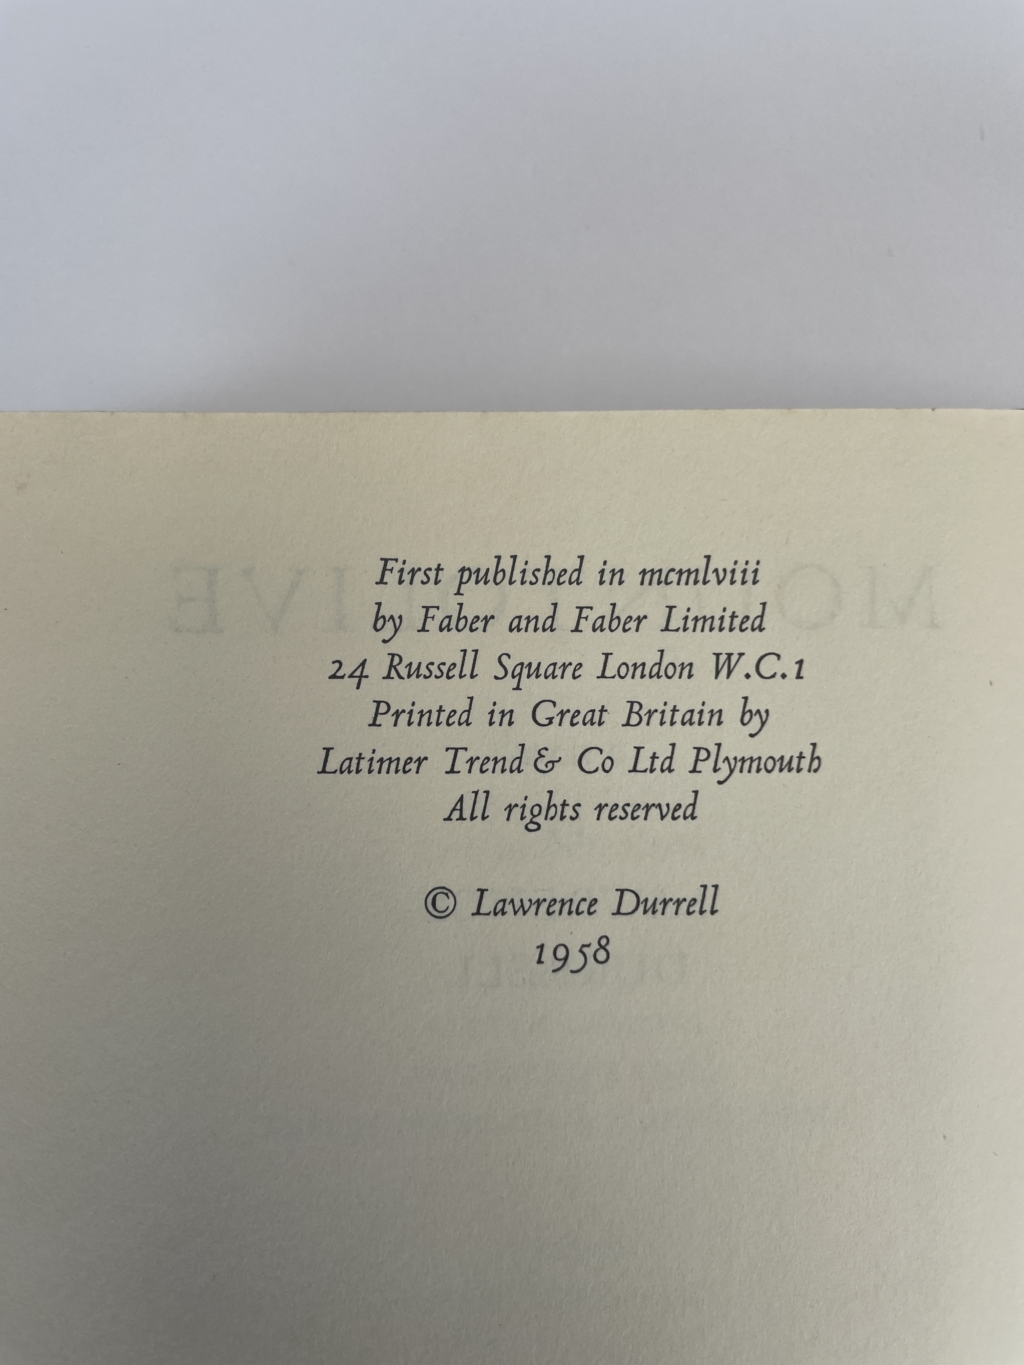 First published in mcmlviii
by Faber and Faber Limited
24 Russell Square London W.C.1
Printed in Great Britain by
Latimer Trend & Co Ltd Plymouth
All rights reserved
© Lawrence Durrell
1958